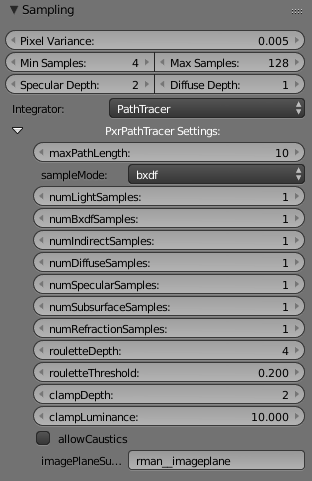 Sampling
Pixel Variance: 0.005
Min Samples: 4 Max Samples: 128
Specular Depth: 2 Diffuse Depth: 1
Integrator: PathTracer
PxrPathTracer Settings:
maxPathLength: 10
sampleMode: bxdf
numLightSamples: 1
numBxdfSamples: 1
numIndirectSamples: 1
numDiffuseSamples: 1
numSpecularSamples: 1
numSubsurfaceSamples: 1
numRefractionSamples: 1
rouletteDepth: 4
rouletteThreshold: 0.200
clampDepth: 2
clampLuminance: 10.000
allowCaustics
imagePlaneSu... rman__imageplane